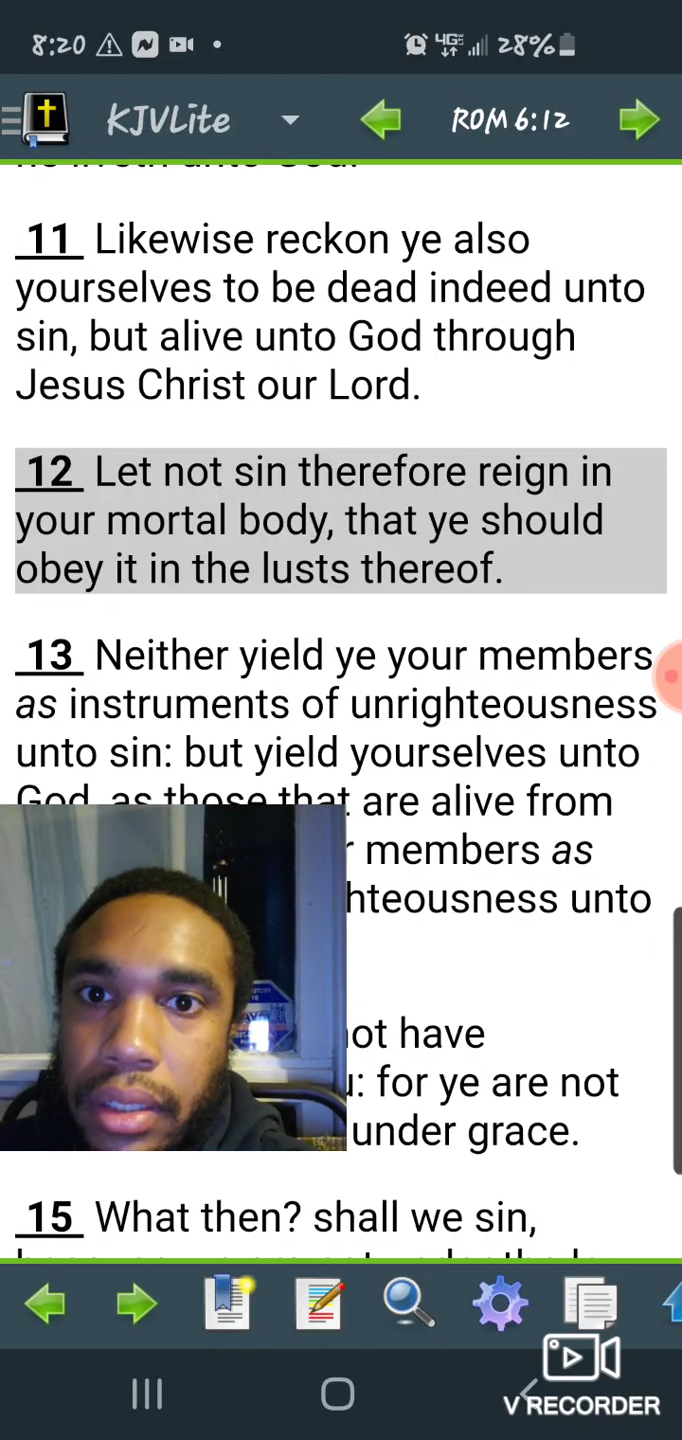 8:20 28%
KJVLite ROM 6:12
11 Likewise reckon ye also
yourselves to be dead indeed unto
sin, but alive unto God through
Jesus Christ our Lord.
12 Let not sin therefore reign in
your mortal body, that ye should
obey it in the lusts thereof.
13 Neither yield ye your members
as instruments of unrighteousness
unto sin: but yield yourselves unto
God, as those that are alive from
members as
hteousness unto
ot have
: for ye are not
under grace.
15 What then? shall we sin,
V RECORDER